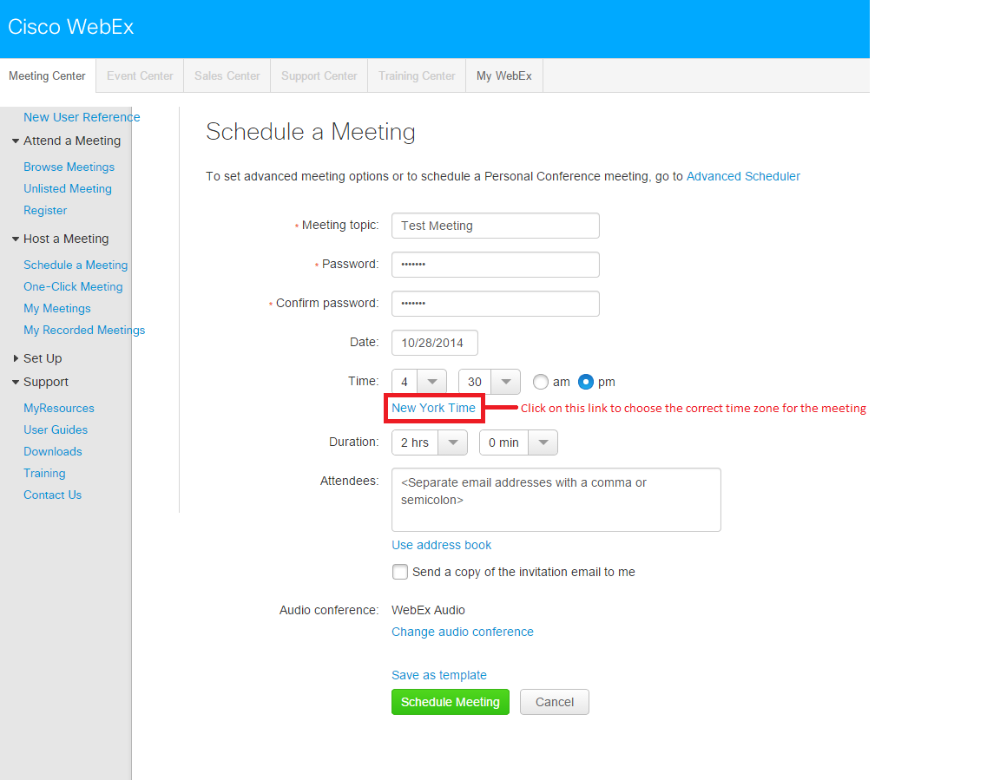 Cisco WebEx
Meeting Center
Event Center
Sales Center
Support Center
Training Center
My WebEx
New User Reference
Attend a Meeting
Browse Meetings
Unlisted Meeting
Register
Host a Meeting
Schedule a Meeting
One-Click Meeting
My Meetings
My Recorded Meetings
Set Up
Support
MyResources
User Guides
Downloads
Training
Contact Us
Schedule a Meeting
To set advanced meeting options or to schedule a Personal Conference meeting, go to Advanced Scheduler
* Meeting topic: Test Meeting
* Password: •••••••
* Confirm password: •••••••
Date: 10/28/2014
Time: 4 30 am pm
New York Time Click on this link to choose the correct time zone for the meeting
Duration: 2 hrs 0 min
Attendees: <Separate email addresses with a comma or
semicolon>
Use address book
Send a copy of the invitation email to me
Audio conference: WebEx Audio
Change audio conference
Save as template
Schedule Meeting Cancel